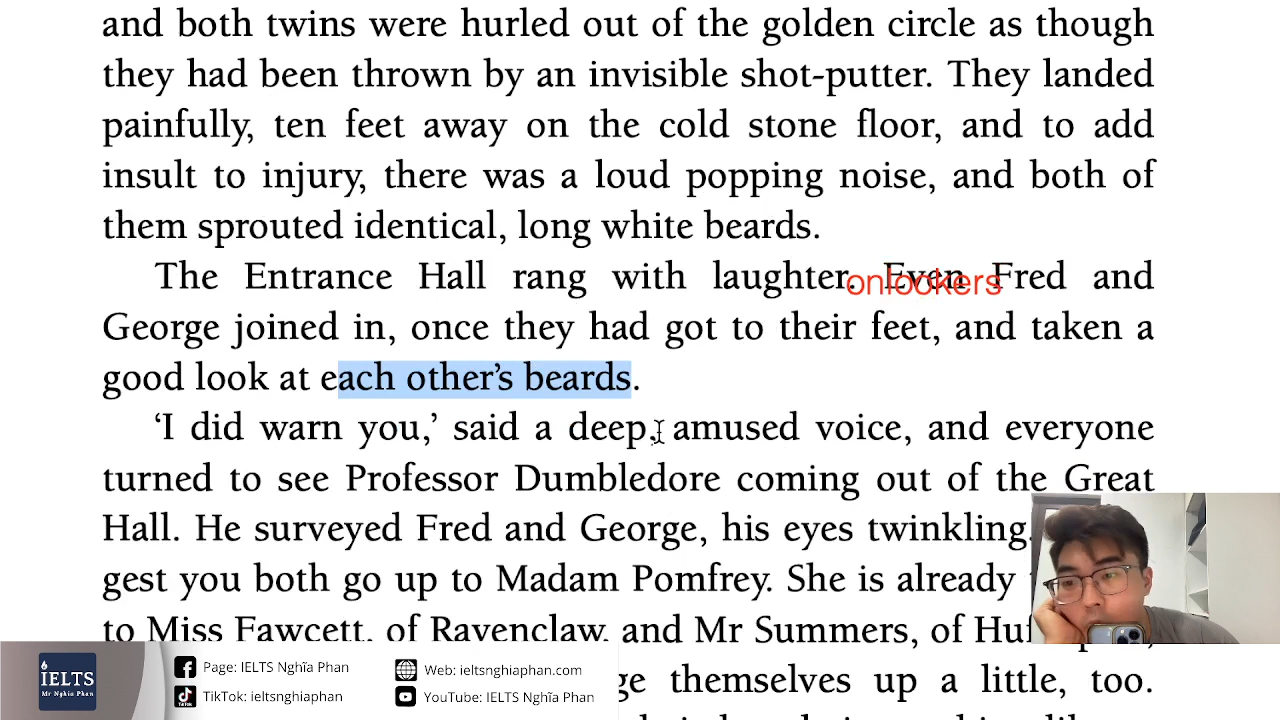 and both twins were hurled out of the golden circle as though
they had been thrown by an invisible shot-putter. They landed
painfully, ten feet away on the cold stone floor, and to add
insult to injury, there was a loud popping noise, and both of
them sprouted identical, long white beards.
The Entrance Hall rang with laughter. Even Fred and
onlookers
George joined in, once they had got to their feet, and taken a
good look at each other’s beards.
‘I did warn you,’ said a deep, amused voice, and everyone
turned to see Professor Dumbledore coming out of the Great
Hall. He surveyed Fred and George, his eyes twinkling.
gest you both go up to Madam Pomfrey. She is already
to Miss Fawcett, of Ravenclaw, and Mr Summers, of
themselves up a little, too.
IELTS
Mr Nghia Phan
Page: IELTS Nghĩa Phan
TikTok: ieltsnghiaphan
Web: ieltsnghiaphan.com
YouTube: IELTS Nghĩa Phan